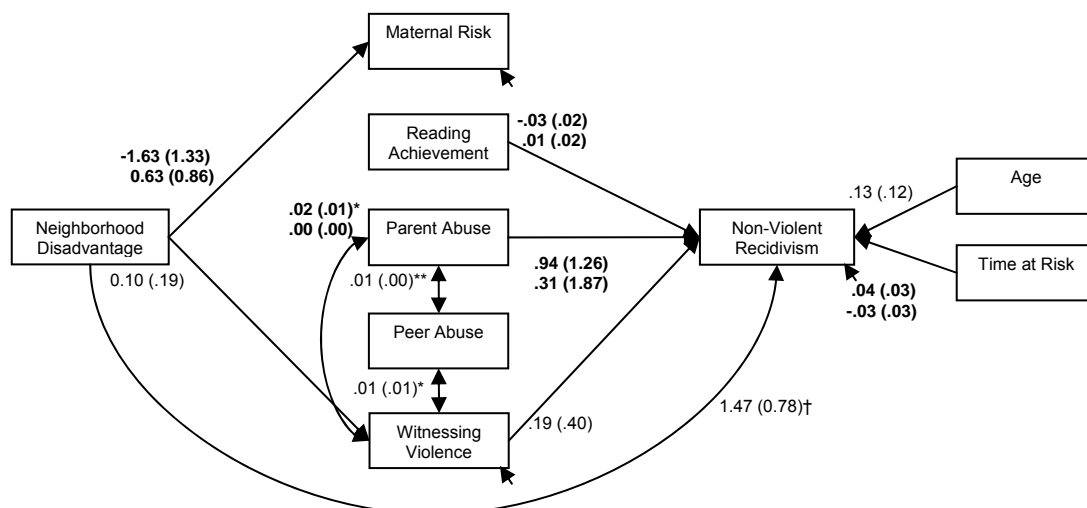 Maternal Risk
Reading
Achievement
-.03 (.02)
.01 (.02)
-1.63 (1.33)
0.63 (0.86)
Neighborhood
Disadvantage
0.10 (.19)
.02 (.01)*
.00 (.00)
Parent Abuse
.01 (.00)**
Peer Abuse
.01 (.01)*
Witnessing
Violence
.94 (1.26)
.31 (1.87)
.19 (.40)
1.47 (0.78)†
Non-Violent
Recidivism
.13 (.12)
Age
Time at Risk
.04 (.03)
-.03 (.03)